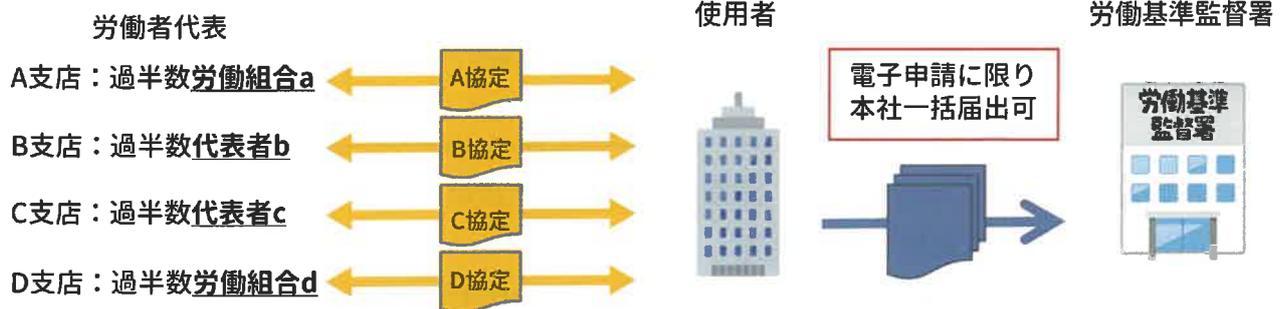 労働者代表
使用者
労働基準監督署
A支店：過半数労働組合a
A協定
B支店：過半数代表者b
B協定
C支店：過半数代表者c
C協定
D支店：過半数労働組合d
D協定
電子申請に限り
本社一括届出可
労働基準
監督署